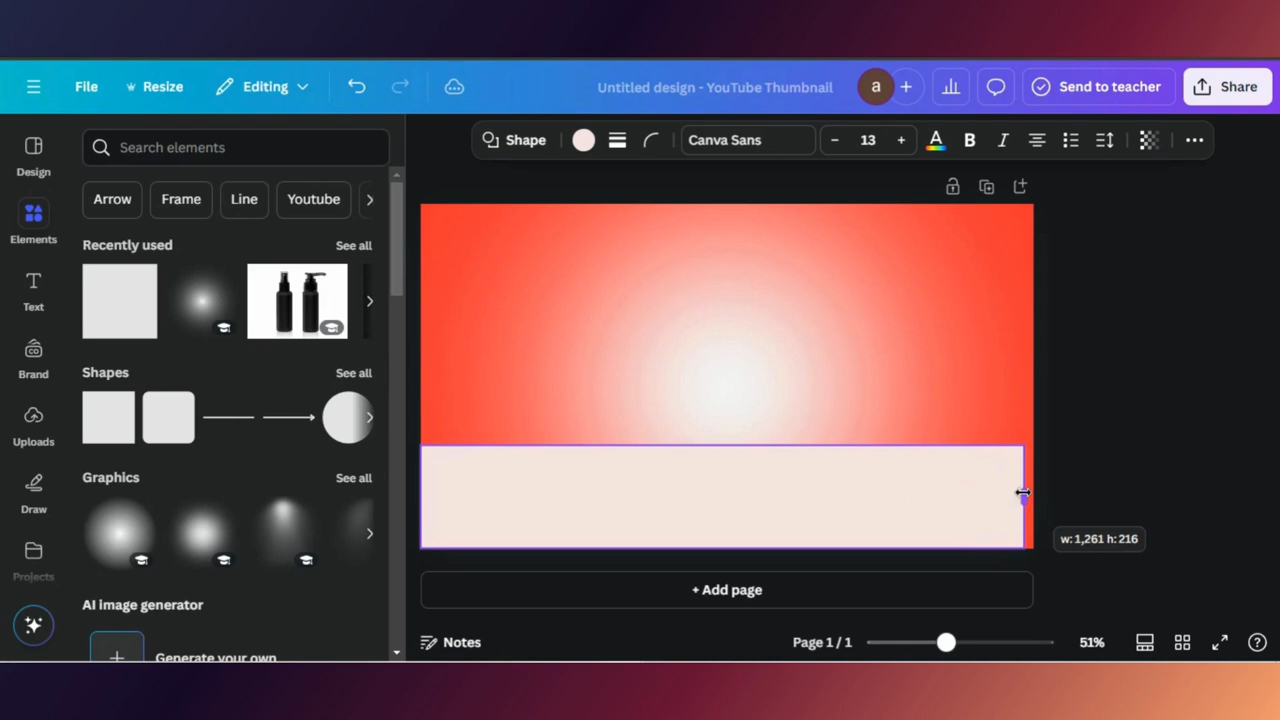 File Resize Editing Untitled design - YouTube Thumbnail a + Send to teacher Share
Design
Elements
Text
Brand
Uploads
Draw
Projects
Search elements
Arrow Frame Line Youtube
Recently used See all
Shapes See all
Graphics See all
AI image generator
Generate your own
Shape Canva Sans – 13 + A B I
w: 1,261 h: 216
+ Add page
Notes Page 1 / 1 51%